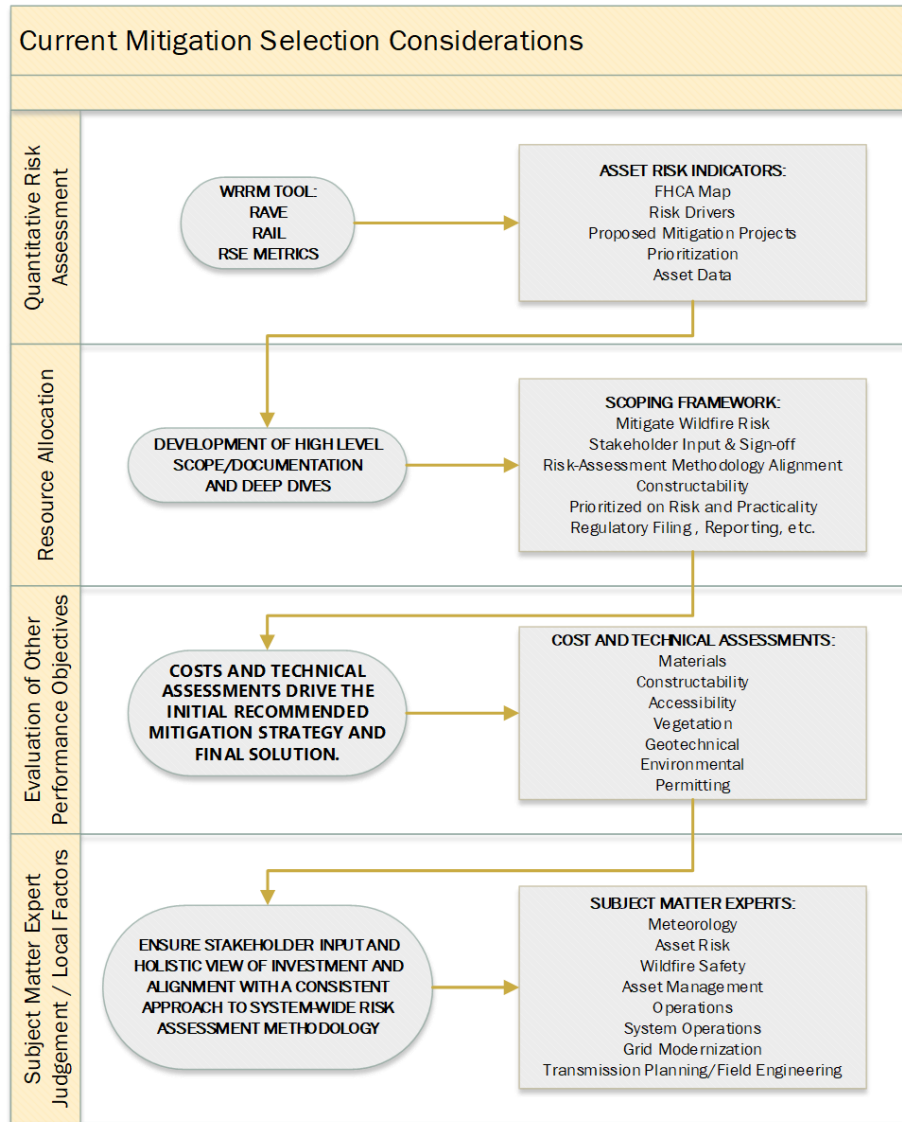 Current Mitigation Selection Considerations
Quantitative Risk
Assessment
WRRM TOOL:
RAVE
RAIL
RSE METRICS
ASSET RISK INDICATORS:
FHCA Map
Risk Drivers
Proposed Mitigation Projects
Prioritization
Asset Data
Resource Allocation
DEVELOPMENT OF HIGH LEVEL
SCOPE/DOCUMENTATION
AND DEEP DIVES
SCOPING FRAMEWORK:
Mitigate Wildfire Risk
Stakeholder Input & Sign-off
Risk-Assessment Methodology Alignment
Constructability
Prioritized on Risk and Practicality
Regulatory Filing , Reporting, etc.
Evaluation of Other
Performance Objectives
COSTS AND TECHNICAL
ASSESSMENTS DRIVE THE
INITIAL RECOMMENDED
MITIGATION STRATEGY AND
FINAL SOLUTION.
COST AND TECHNICAL ASSESSMENTS:
Materials
Constructability
Accessibility
Vegetation
Geotechnical
Environmental
Permitting
Subject Matter Expert
Judgement / Local Factors
ENSURE STAKEHOLDER INPUT AND
HOLISTIC VIEW OF INVESTMENT AND
ALIGNMENT WITH A CONSISTENT
APPROACH TO SYSTEM-WIDE RISK
ASSESSMENT METHODOLOGY
SUBJECT MATTER EXPERTS:
Meteorology
Asset Risk
Wildfire Safety
Asset Management
Operations
System Operations
Grid Modernization
Transmission Planning/Field Engineering